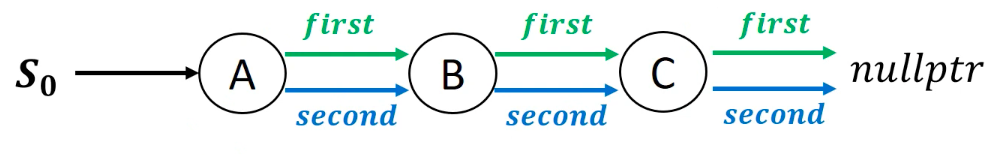 first first first
S₀ A B C nullptr
second second second